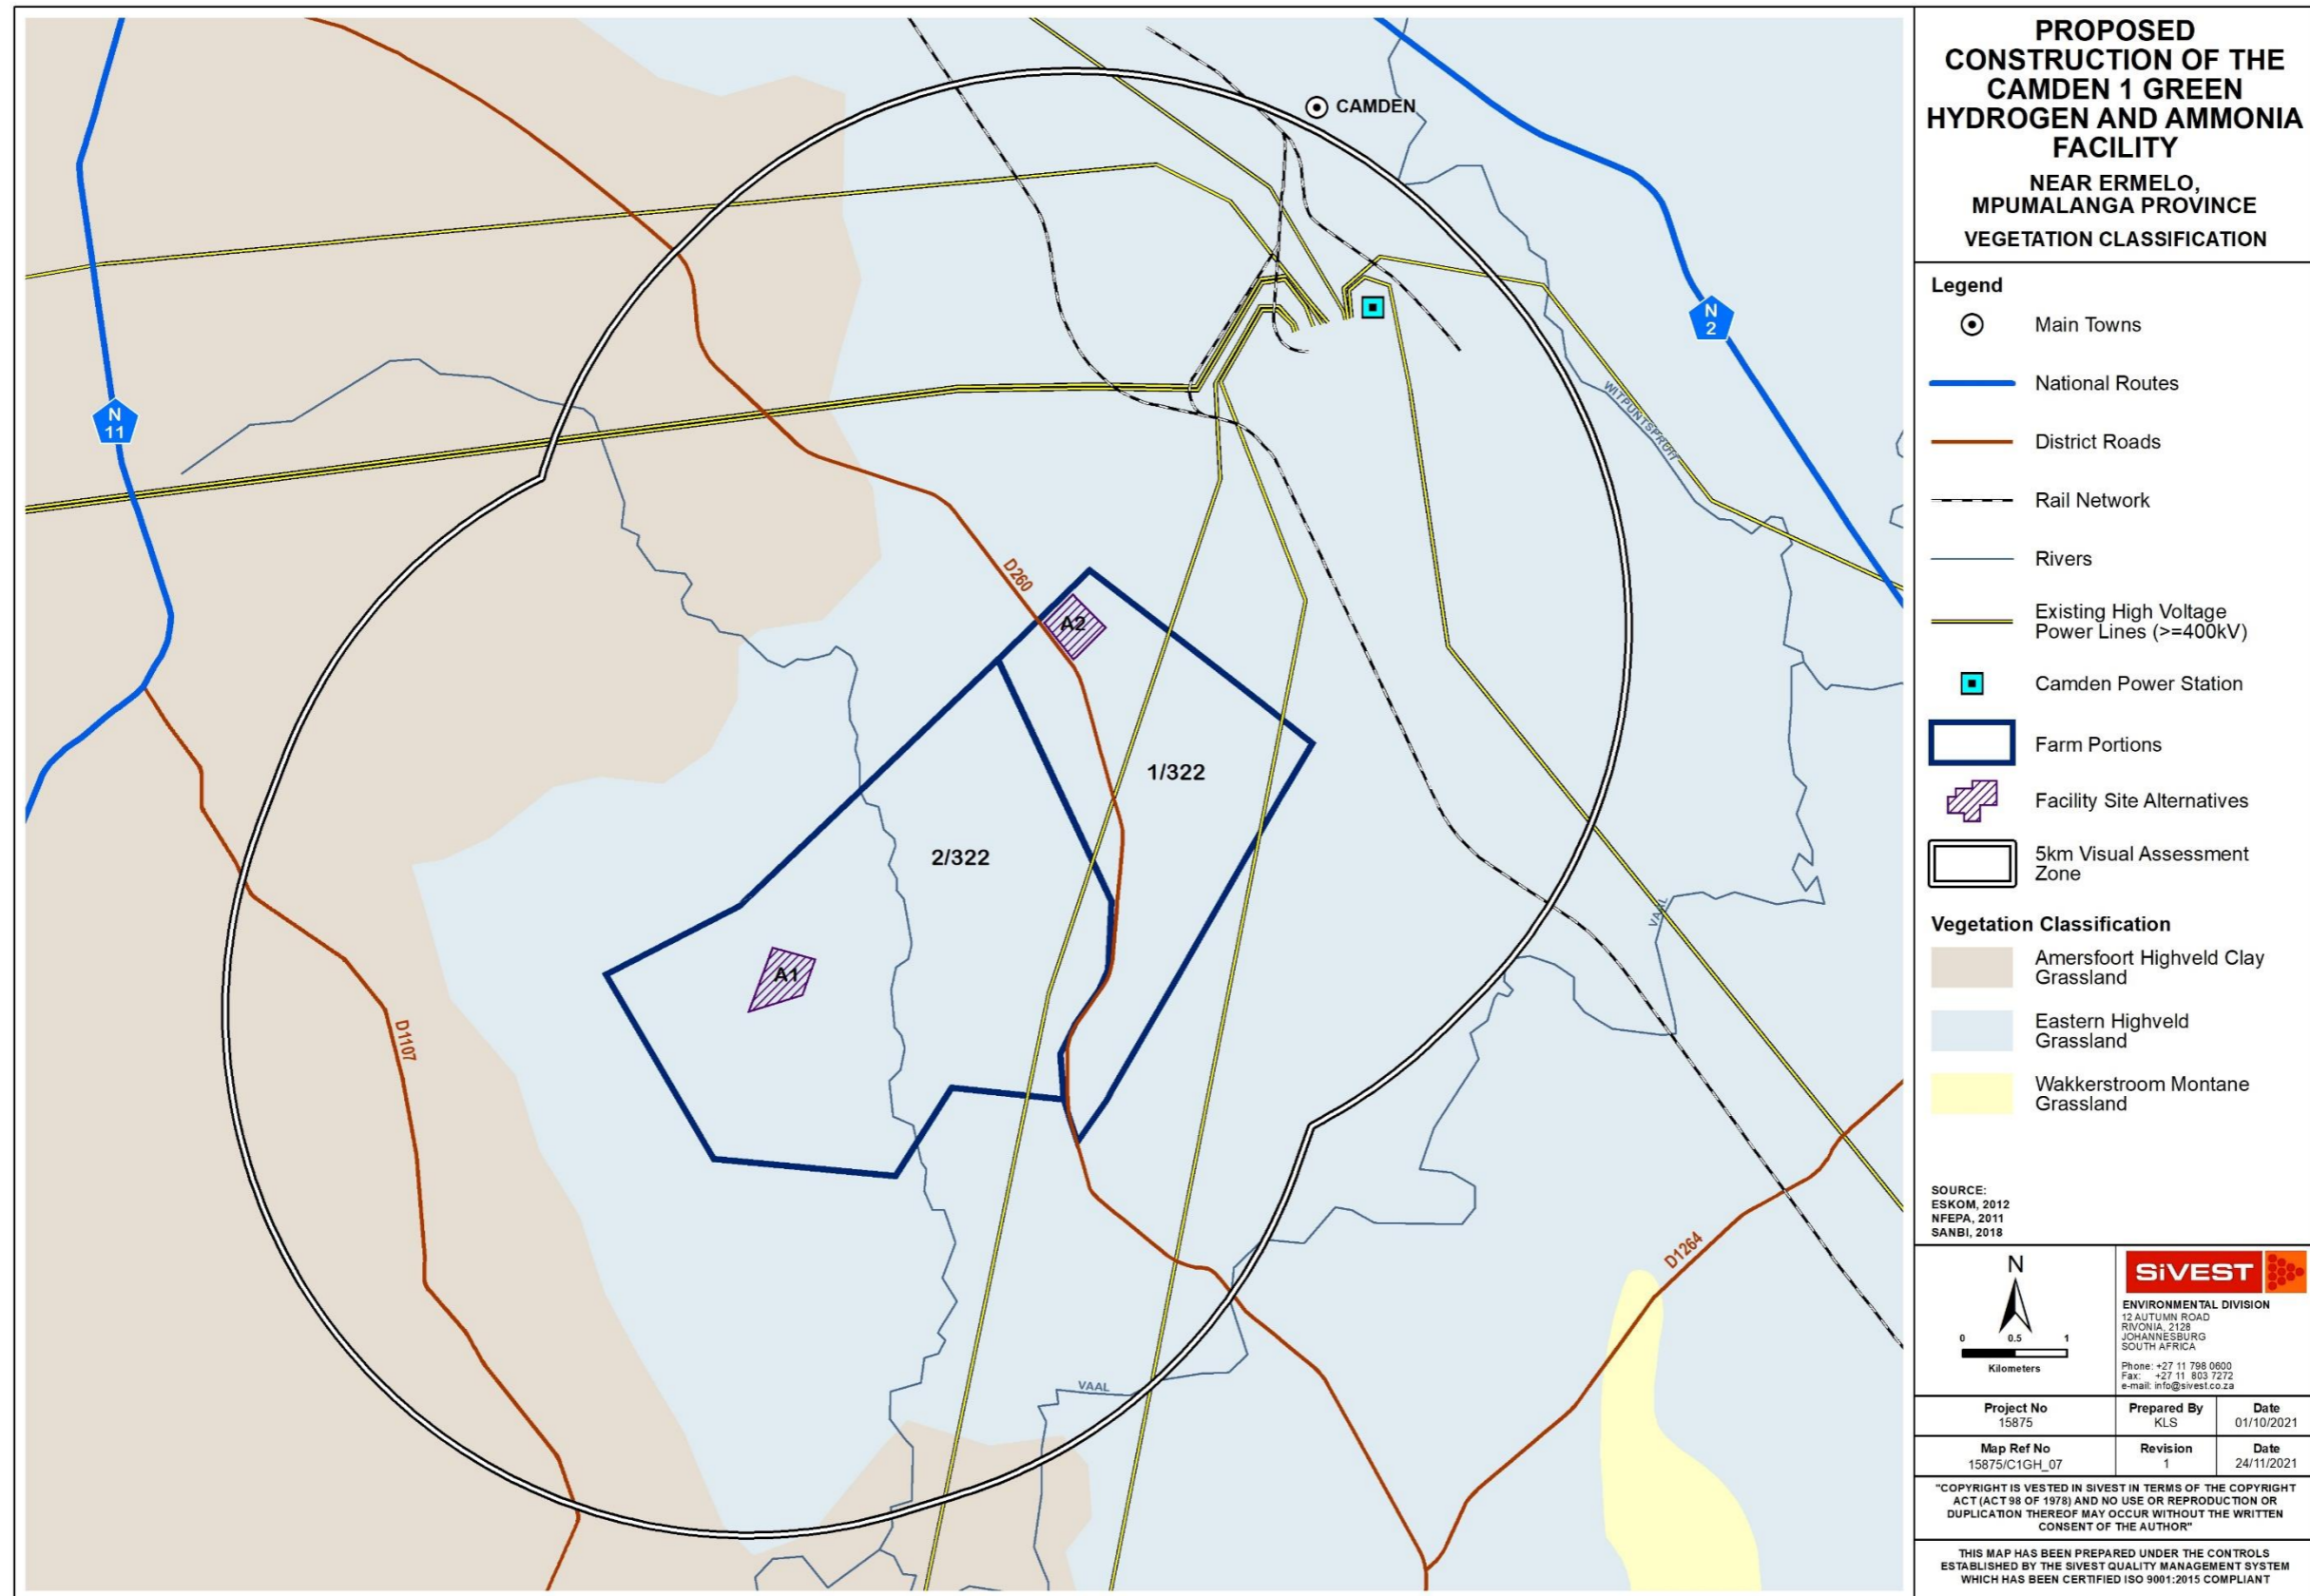 PROPOSED
CONSTRUCTION OF THE
CAMDEN 1 GREEN
HYDROGEN AND AMMONIA
FACILITY
NEAR ERMELO,
MPUMALANGA PROVINCE
VEGETATION CLASSIFICATION
Legend
Main Towns
National Routes
District Roads
Rail Network
Rivers
Existing High Voltage
Power Lines (>=400kV)
Camden Power Station
Farm Portions
Facility Site Alternatives
5km Visual Assessment
Zone
Vegetation Classification
Amersfoort Highveld Clay
Grassland
Eastern Highveld
Grassland
Wakkerstroom Montane
Grassland
SOURCE:
ESKOM, 2012
NFEPA, 2011
SANBI, 2018
N
0 0.5 1
Kilometers
SiVEST
ENVIRONMENTAL DIVISION
12 AUTUMN ROAD
RIVONIA, 2128
JOHANNESBURG
SOUTH AFRICA
Phone: +27 11 798 0600
Fax: +27 11 803 7272
e-mail: info@sivest.co.za
Project No
15875
Prepared By
KLS
Date
01/10/2021
Map Ref No
15875/C1GH_07
Revision
1
Date
24/11/2021
"COPYRIGHT IS VESTED IN SIVEST IN TERMS OF THE COPYRIGHT
ACT (ACT 98 OF 1978) AND NO USE OR REPRODUCTION OR
DUPLICATION THEREOF MAY OCCUR WITHOUT THE WRITTEN
CONSENT OF THE AUTHOR"
THIS MAP HAS BEEN PREPARED UNDER THE CONTROLS
ESTABLISHED BY THE SIVEST QUALITY MANAGEMENT SYSTEM
WHICH HAS BEEN CERTIFIED ISO 9001:2015 COMPLIANT
CAMDEN
N
2
N
11
WITPUNTSPRUIT
D260
A2
1/322
2/322
VAAL
A1
D1107
D1264
VAAL